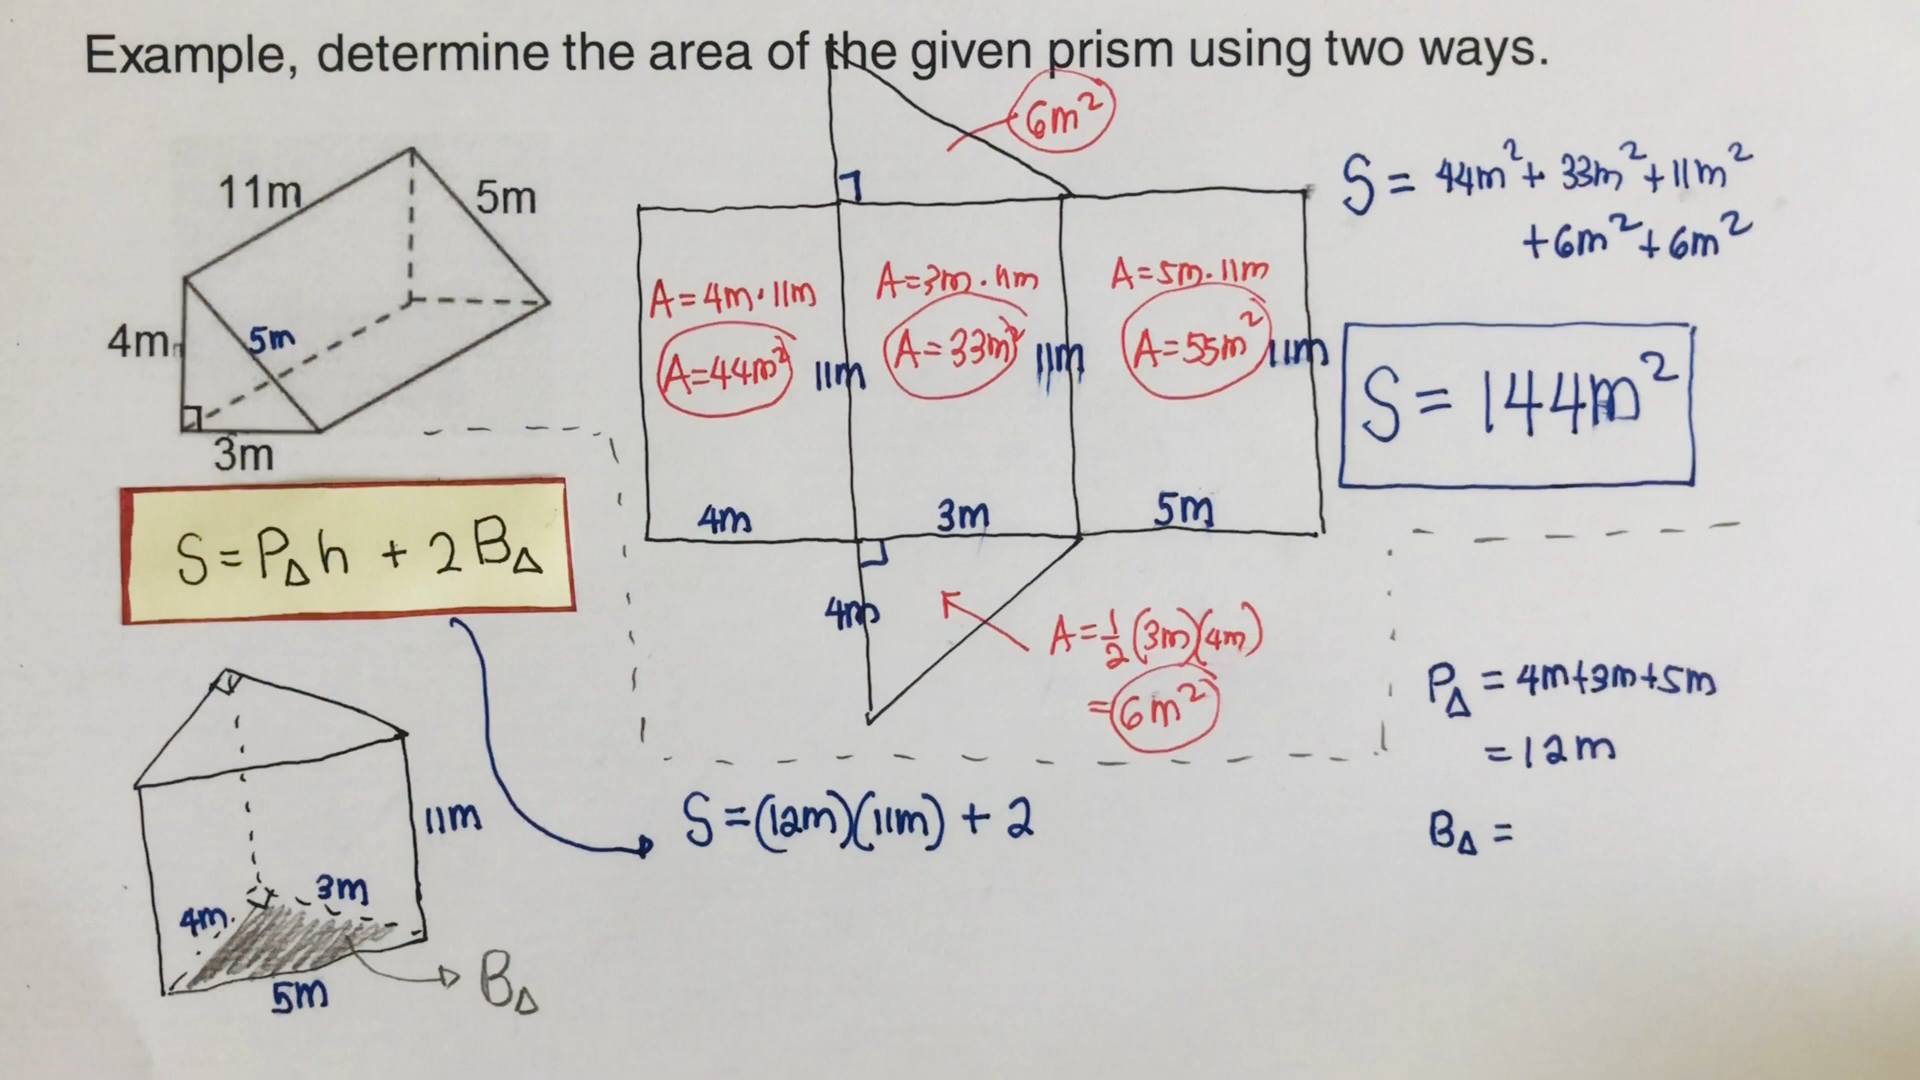 Example, determine the area of the given prism using two ways.
11m
5m
4m
5m
3m
6m²
A=4m·11m
A=44m²
11m
4m
A=3m·11m
A=33m²
11m
3m
A=5m·11m
A=55m²
11m
5m
4m
A=½(3m)(4m)
=6m²
S= 44m²+33m²+11m²
+6m²+6m²
S= 144m²
S=P△h + 2B△
11m
4m
3m
5m
B△
S=(12m)(11m) + 2
P△ = 4m+3m+5m
=12m
B△ =